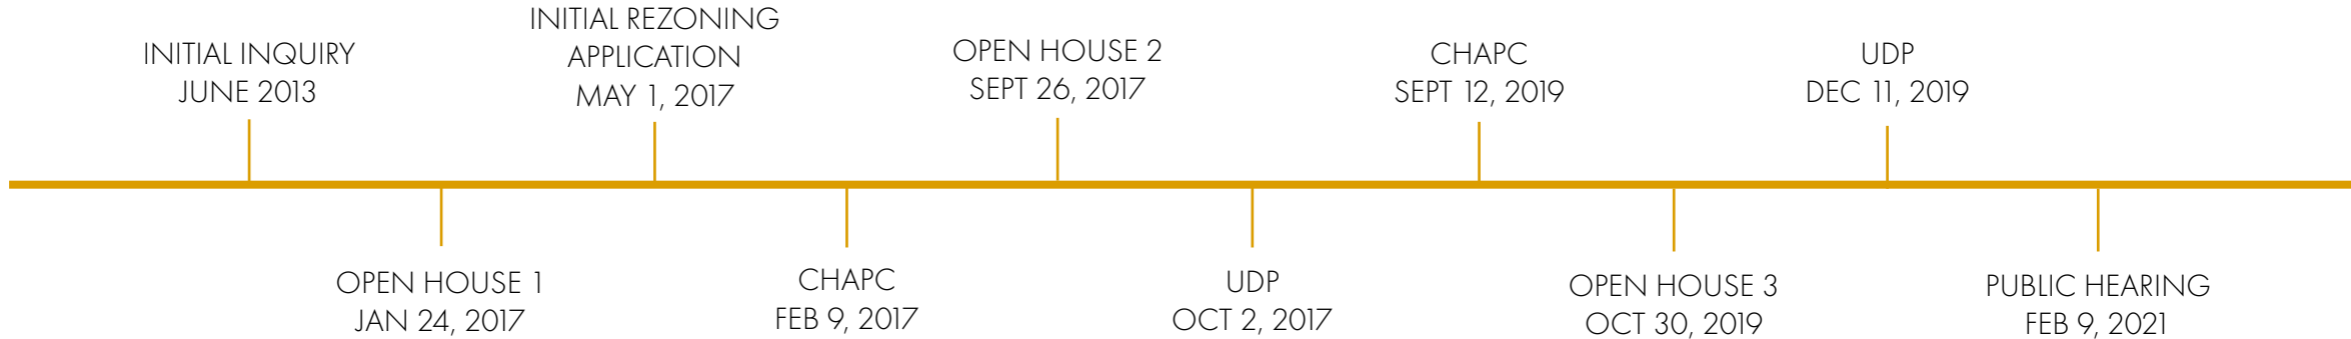 INITIAL INQUIRY
JUNE 2013
OPEN HOUSE 1
JAN 24, 2017
INITIAL REZONING
APPLICATION
MAY 1, 2017
CHAPC
FEB 9, 2017
OPEN HOUSE 2
SEPT 26, 2017
UDP
OCT 2, 2017
CHAPC
SEPT 12, 2019
OPEN HOUSE 3
OCT 30, 2019
UDP
DEC 11, 2019
PUBLIC HEARING
FEB 9, 2021